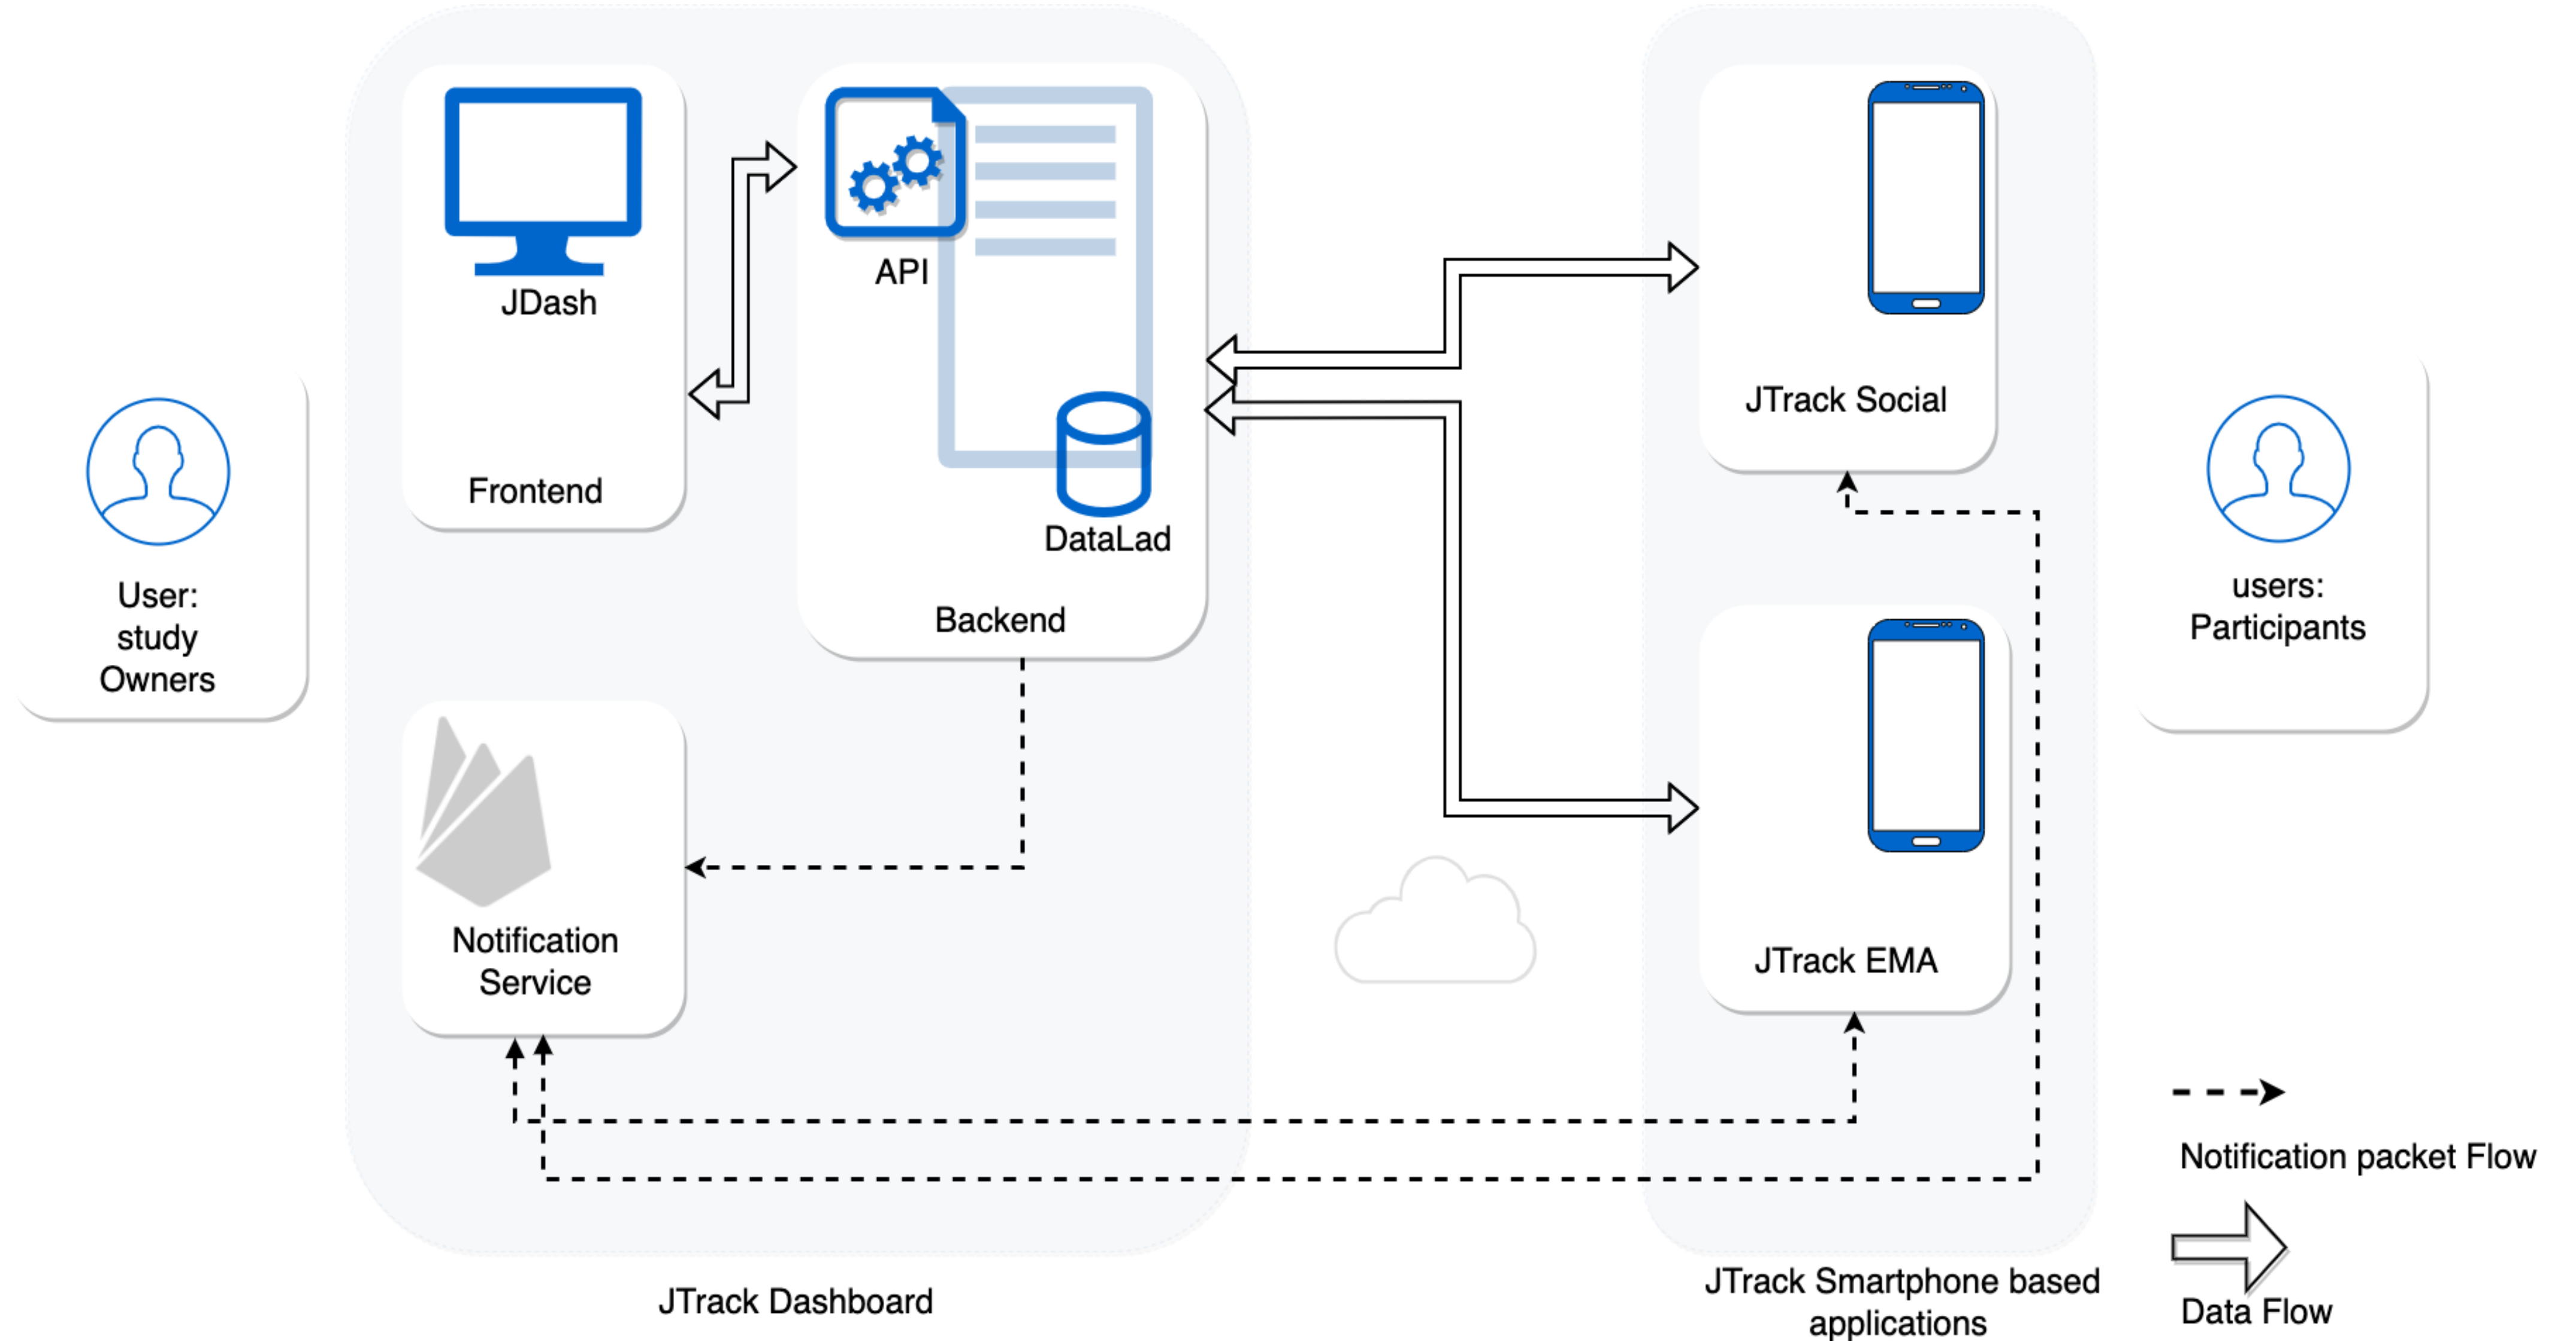 JDash
Frontend
API
DataLad
Backend
User:
study
Owners
Notification
Service
JTrack Dashboard
JTrack Social
JTrack EMA
JTrack Smartphone based
applications
users:
Participants
Notification packet Flow
Data Flow